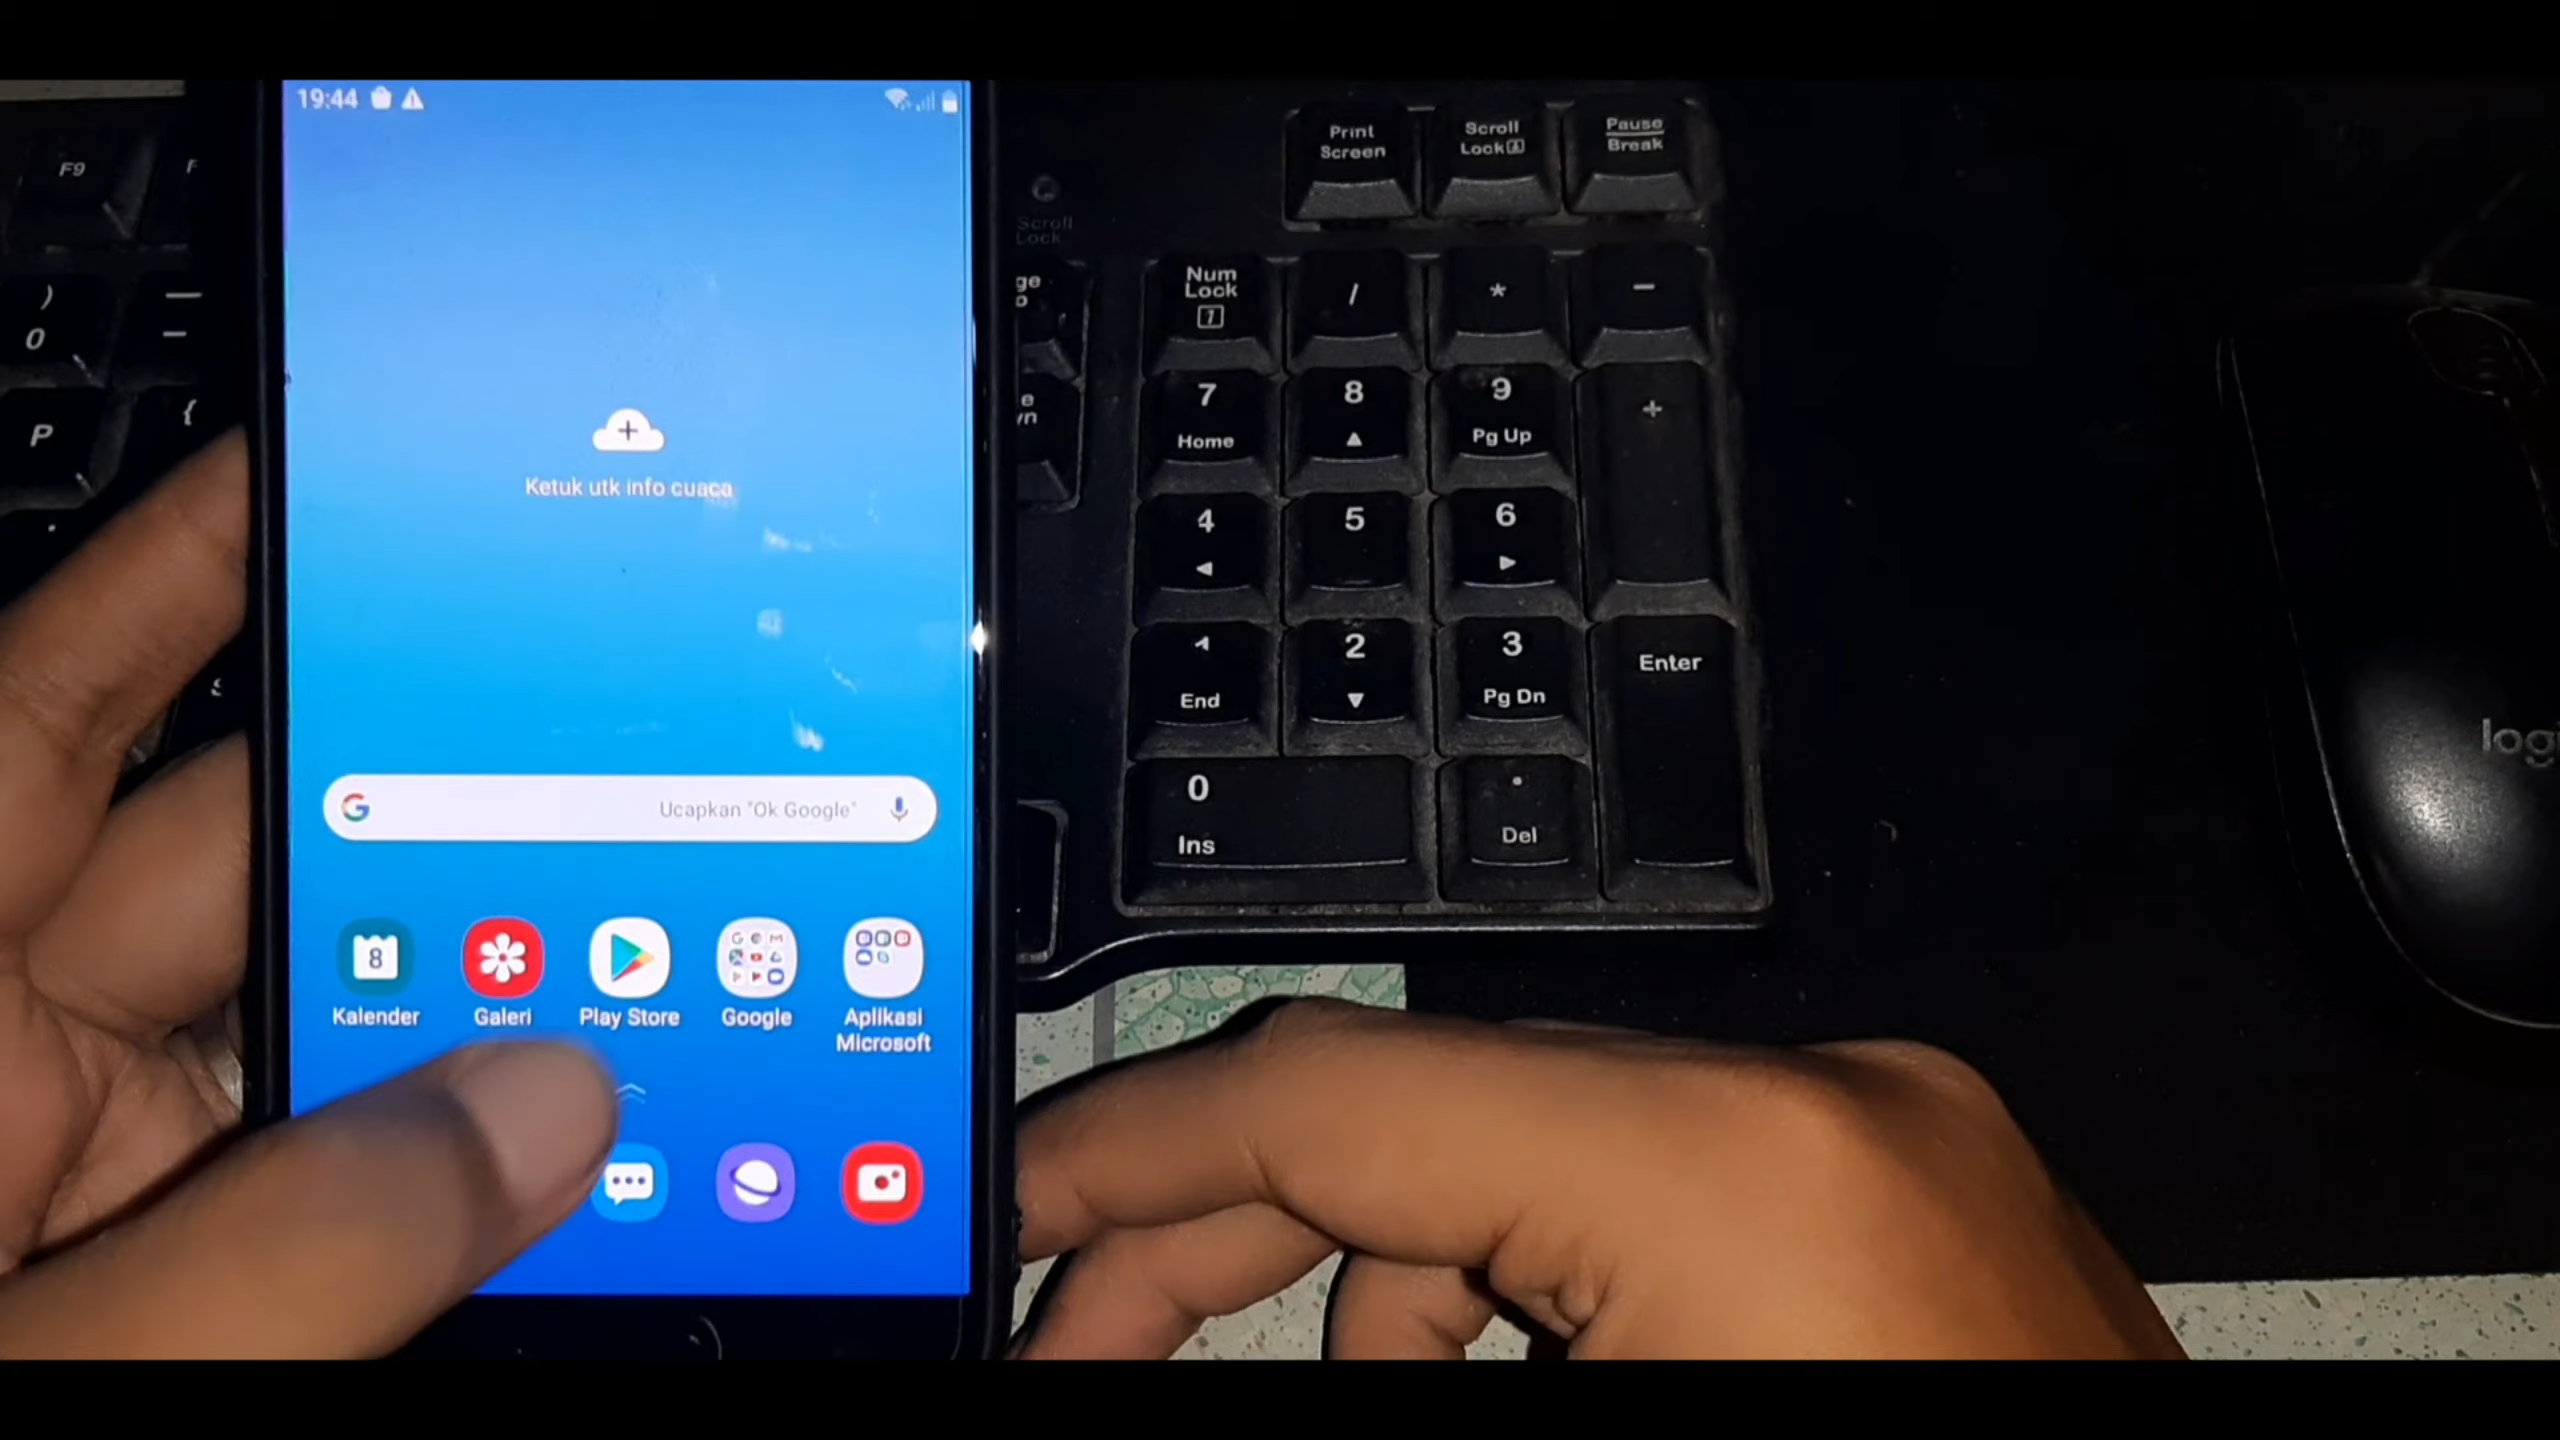 19:44
Ketuk utk info cuaca
Ucapkan "Ok Google"
8
Kalender
Galeri
Play Store
Google
Aplikasi
Microsoft
F9
)
0
P
{
Scroll
Lock
Print
Screen
Scroll
Lock
Pause
Break
Num
Lock
1
/
*
-
7
Home
8
9
Pg Up
+
4
5
6
End
2
3
Pg Dn
Enter
0
Ins
.
Del